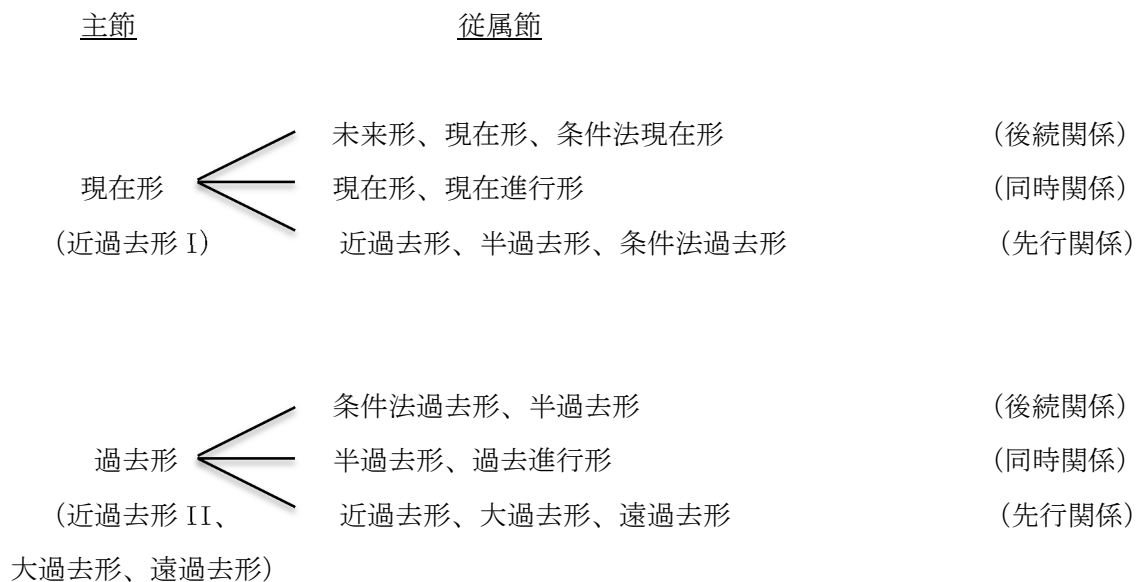 主節 従属節
未来形、現在形、条件法現在形 (後続関係)
現在形 現在形、現在進行形 (同時関係)
(近過去形 I) 近過去形、半過去形、条件法過去形 (先行関係)
条件法過去形、半過去形 (後続関係)
過去形 半過去形、過去進行形 (同時関係)
(近過去形 II、 近過去形、大過去形、遠過去形 (先行関係)
大過去形、遠過去形)